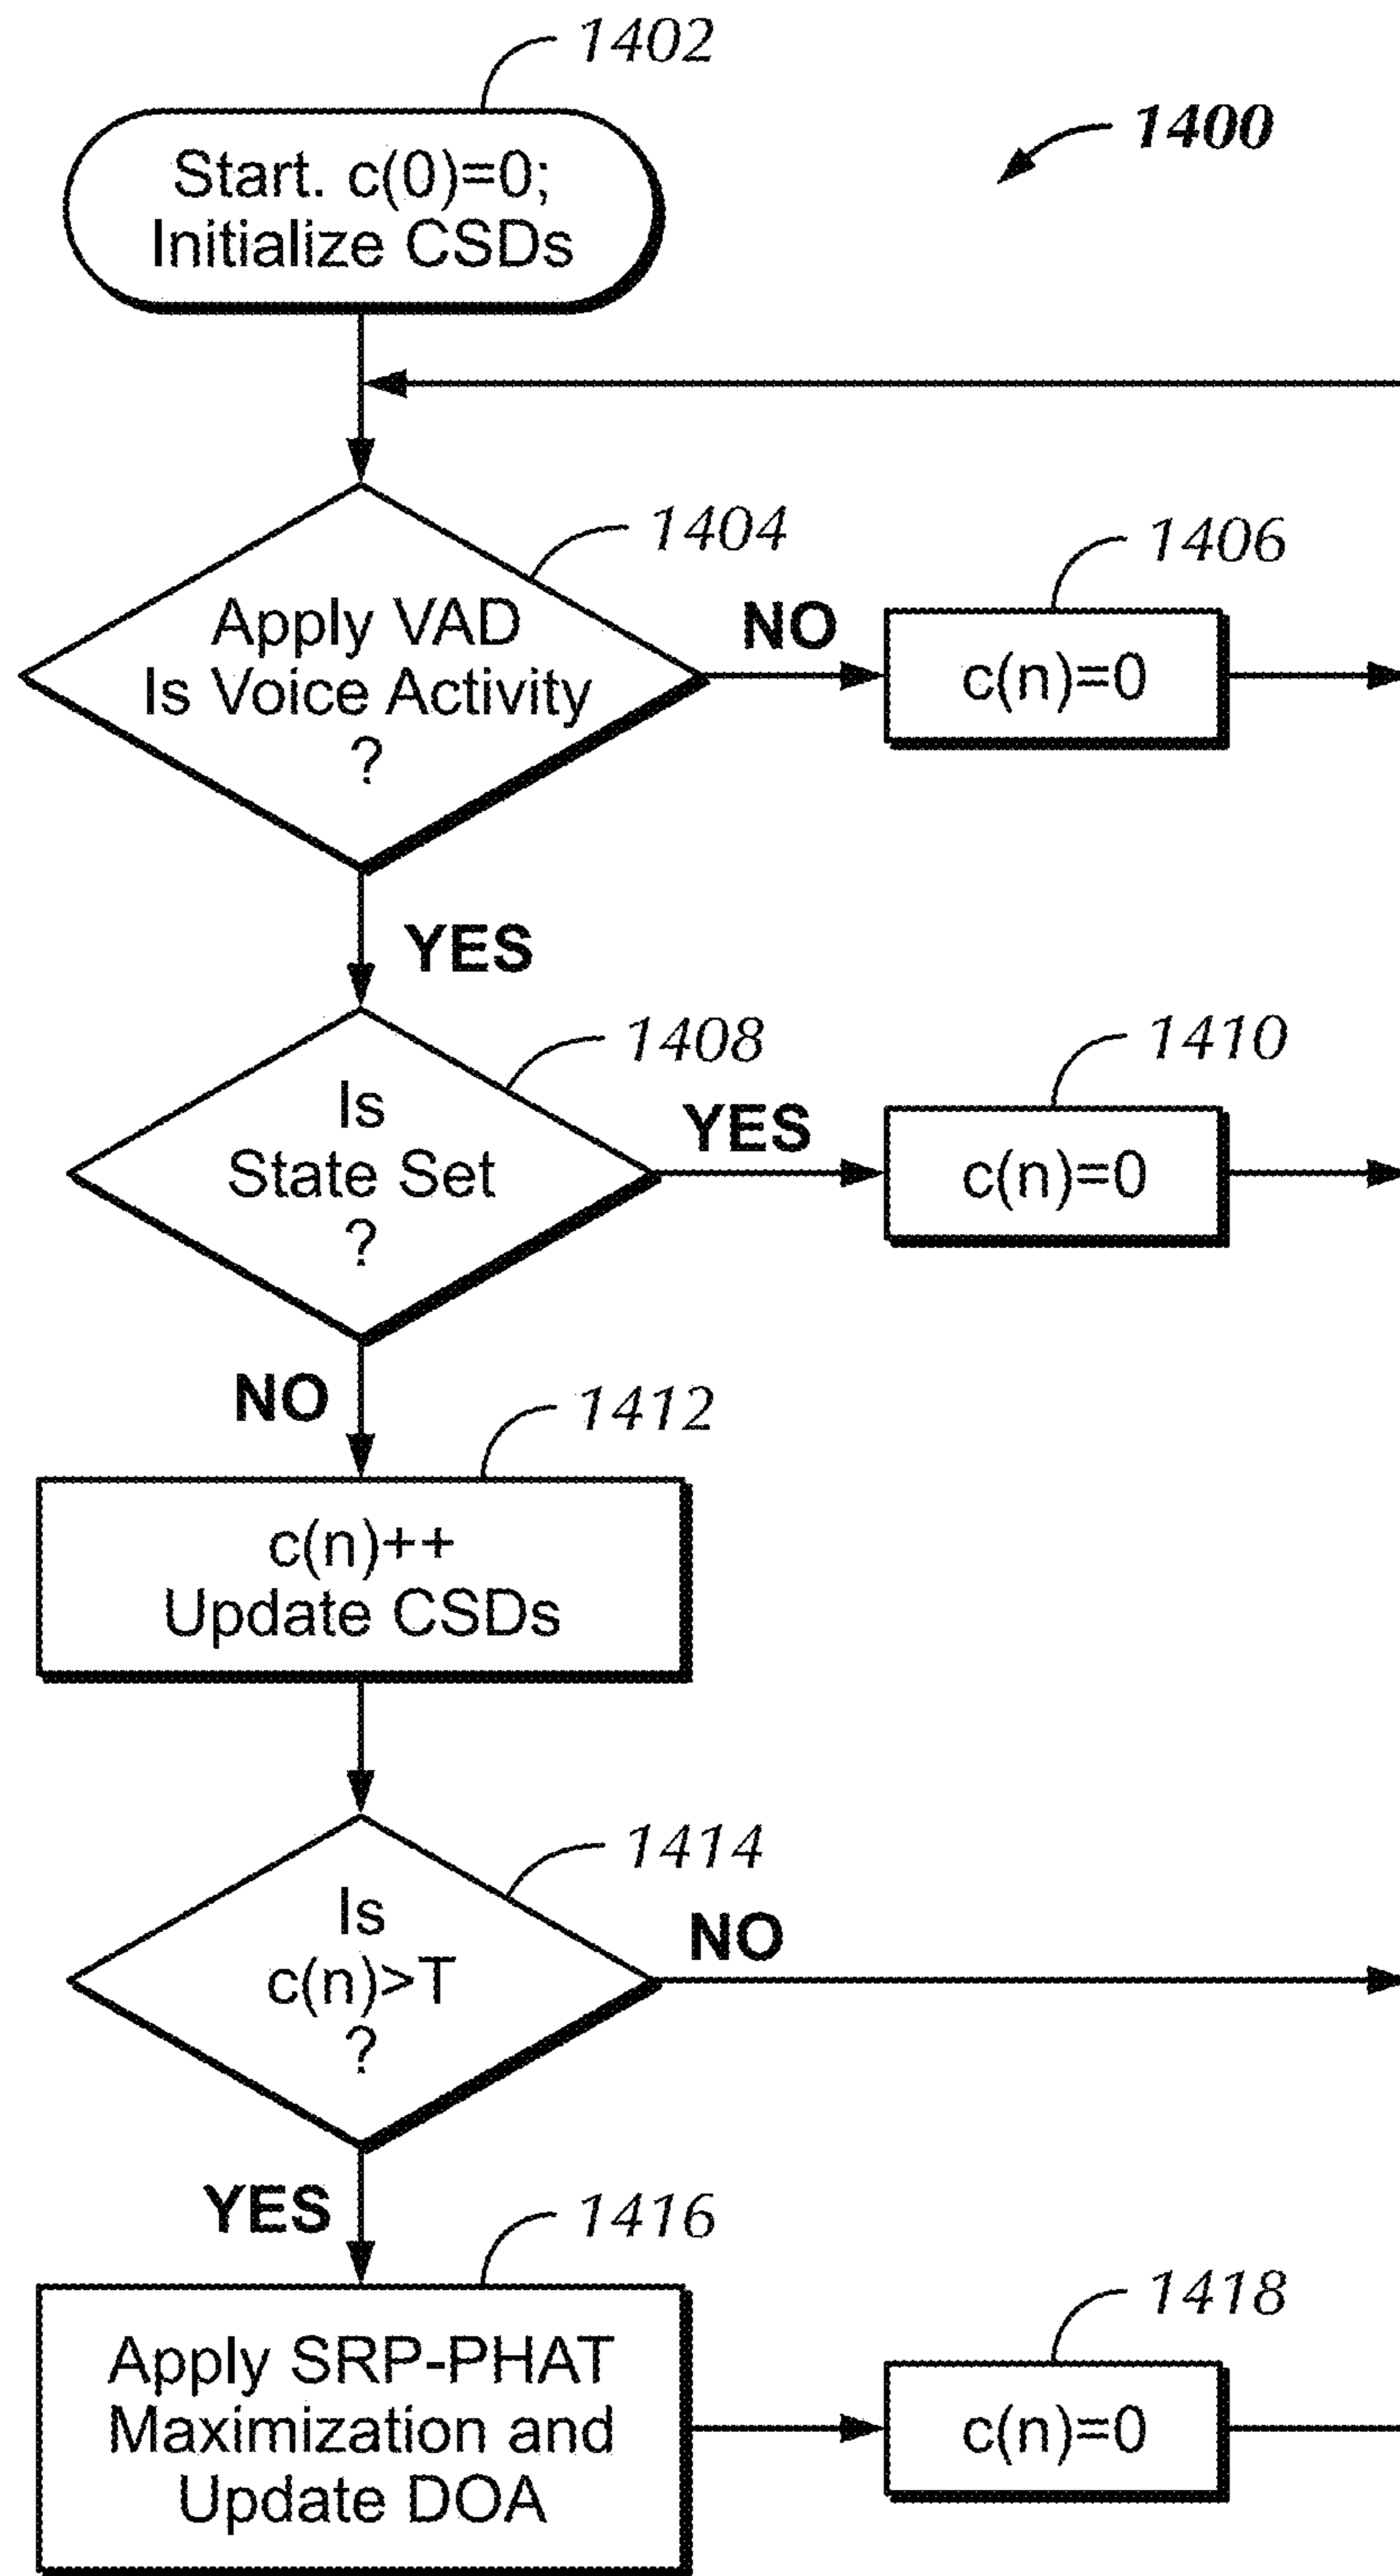 1402
1400
Start. c(0)=0;
Initialize CSDs
1404
1406
Apply VAD
Is Voice Activity
?
NO
c(n)=0
YES
1408
1410
Is
State Set
?
YES
c(n)=0
NO
1412
c(n)++
Update CSDs
1414
Is
c(n)>T
?
NO
YES
1416
1418
Apply SRP-PHAT
Maximization and
Update DOA
c(n)=0